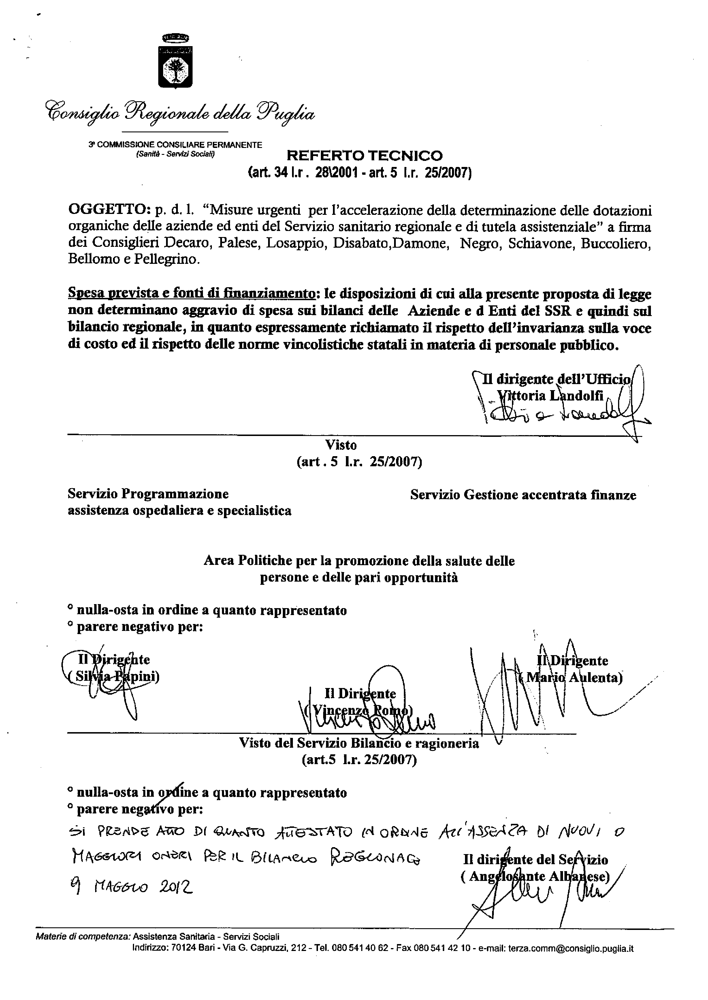 Consiglio Regionale della Puglia
3ª COMMISSIONE CONSILIARE PERMANENTE
(Sanità - Servizi Sociali)
REFERTO TECNICO
(art. 34 l.r . 28\2001 - art. 5 l.r. 25/2007)
OGGETTO: p. d. l. “Misure urgenti per l’accelerazione della determinazione delle dotazioni
organiche delle aziende ed enti del Servizio sanitario regionale e di tutela assistenziale” a firma
dei Consiglieri Decaro, Palese, Losappio, Disabato,Damone, Negro, Schiavone, Buccoliero,
Bellomo e Pellegrino.
Spesa prevista e fonti di finanziamento: le disposizioni di cui alla presente proposta di legge
non determinano aggravio di spesa sui bilanci delle Aziende e d Enti del SSR e quindi sul
bilancio regionale, in quanto espressamente richiamato il rispetto dell’invarianza sulla voce
di costo ed il rispetto delle norme vincolistiche statali in materia di personale pubblico.
Il dirigente dell’Ufficio
Vittoria Landolfi
Vittoria Landolfi
Visto
(art . 5 l.r. 25/2007)
Servizio Programmazione Servizio Gestione accentrata finanze
assistenza ospedaliera e specialistica
Area Politiche per la promozione della salute delle
persone e delle pari opportunità
° nulla-osta in ordine a quanto rappresentato
° parere negativo per:
Il Dirigente
( Silvia Papini)
Il Dirigente
( Mario Aulenta)
Il Dirigente
( Vincenzo Pomo)
Vincenzo Pomo
Visto del Servizio Bilancio e ragioneria
(art.5 l.r. 25/2007)
° nulla-osta in ordine a quanto rappresentato
° parere negativo per:
SI PRENDE ATTO DI QUANTO ATTESTATO IN ORDINE ALL'ASSENZA DI NUOVI O
MAGGIORI ONERI PER IL BILANCIO REGIONALE
Il dirigente del Servizio
( Angelosante Albanese)
9 MAGGIO 2012
Materie di competenza: Assistenza Sanitaria - Servizi Sociali
Indirizzo: 70124 Bari - Via G. Capruzzi, 212 - Tel. 080 541 40 62 - Fax 080 541 42 10 - e-mail: terza.comm@consiglio.puglia.it